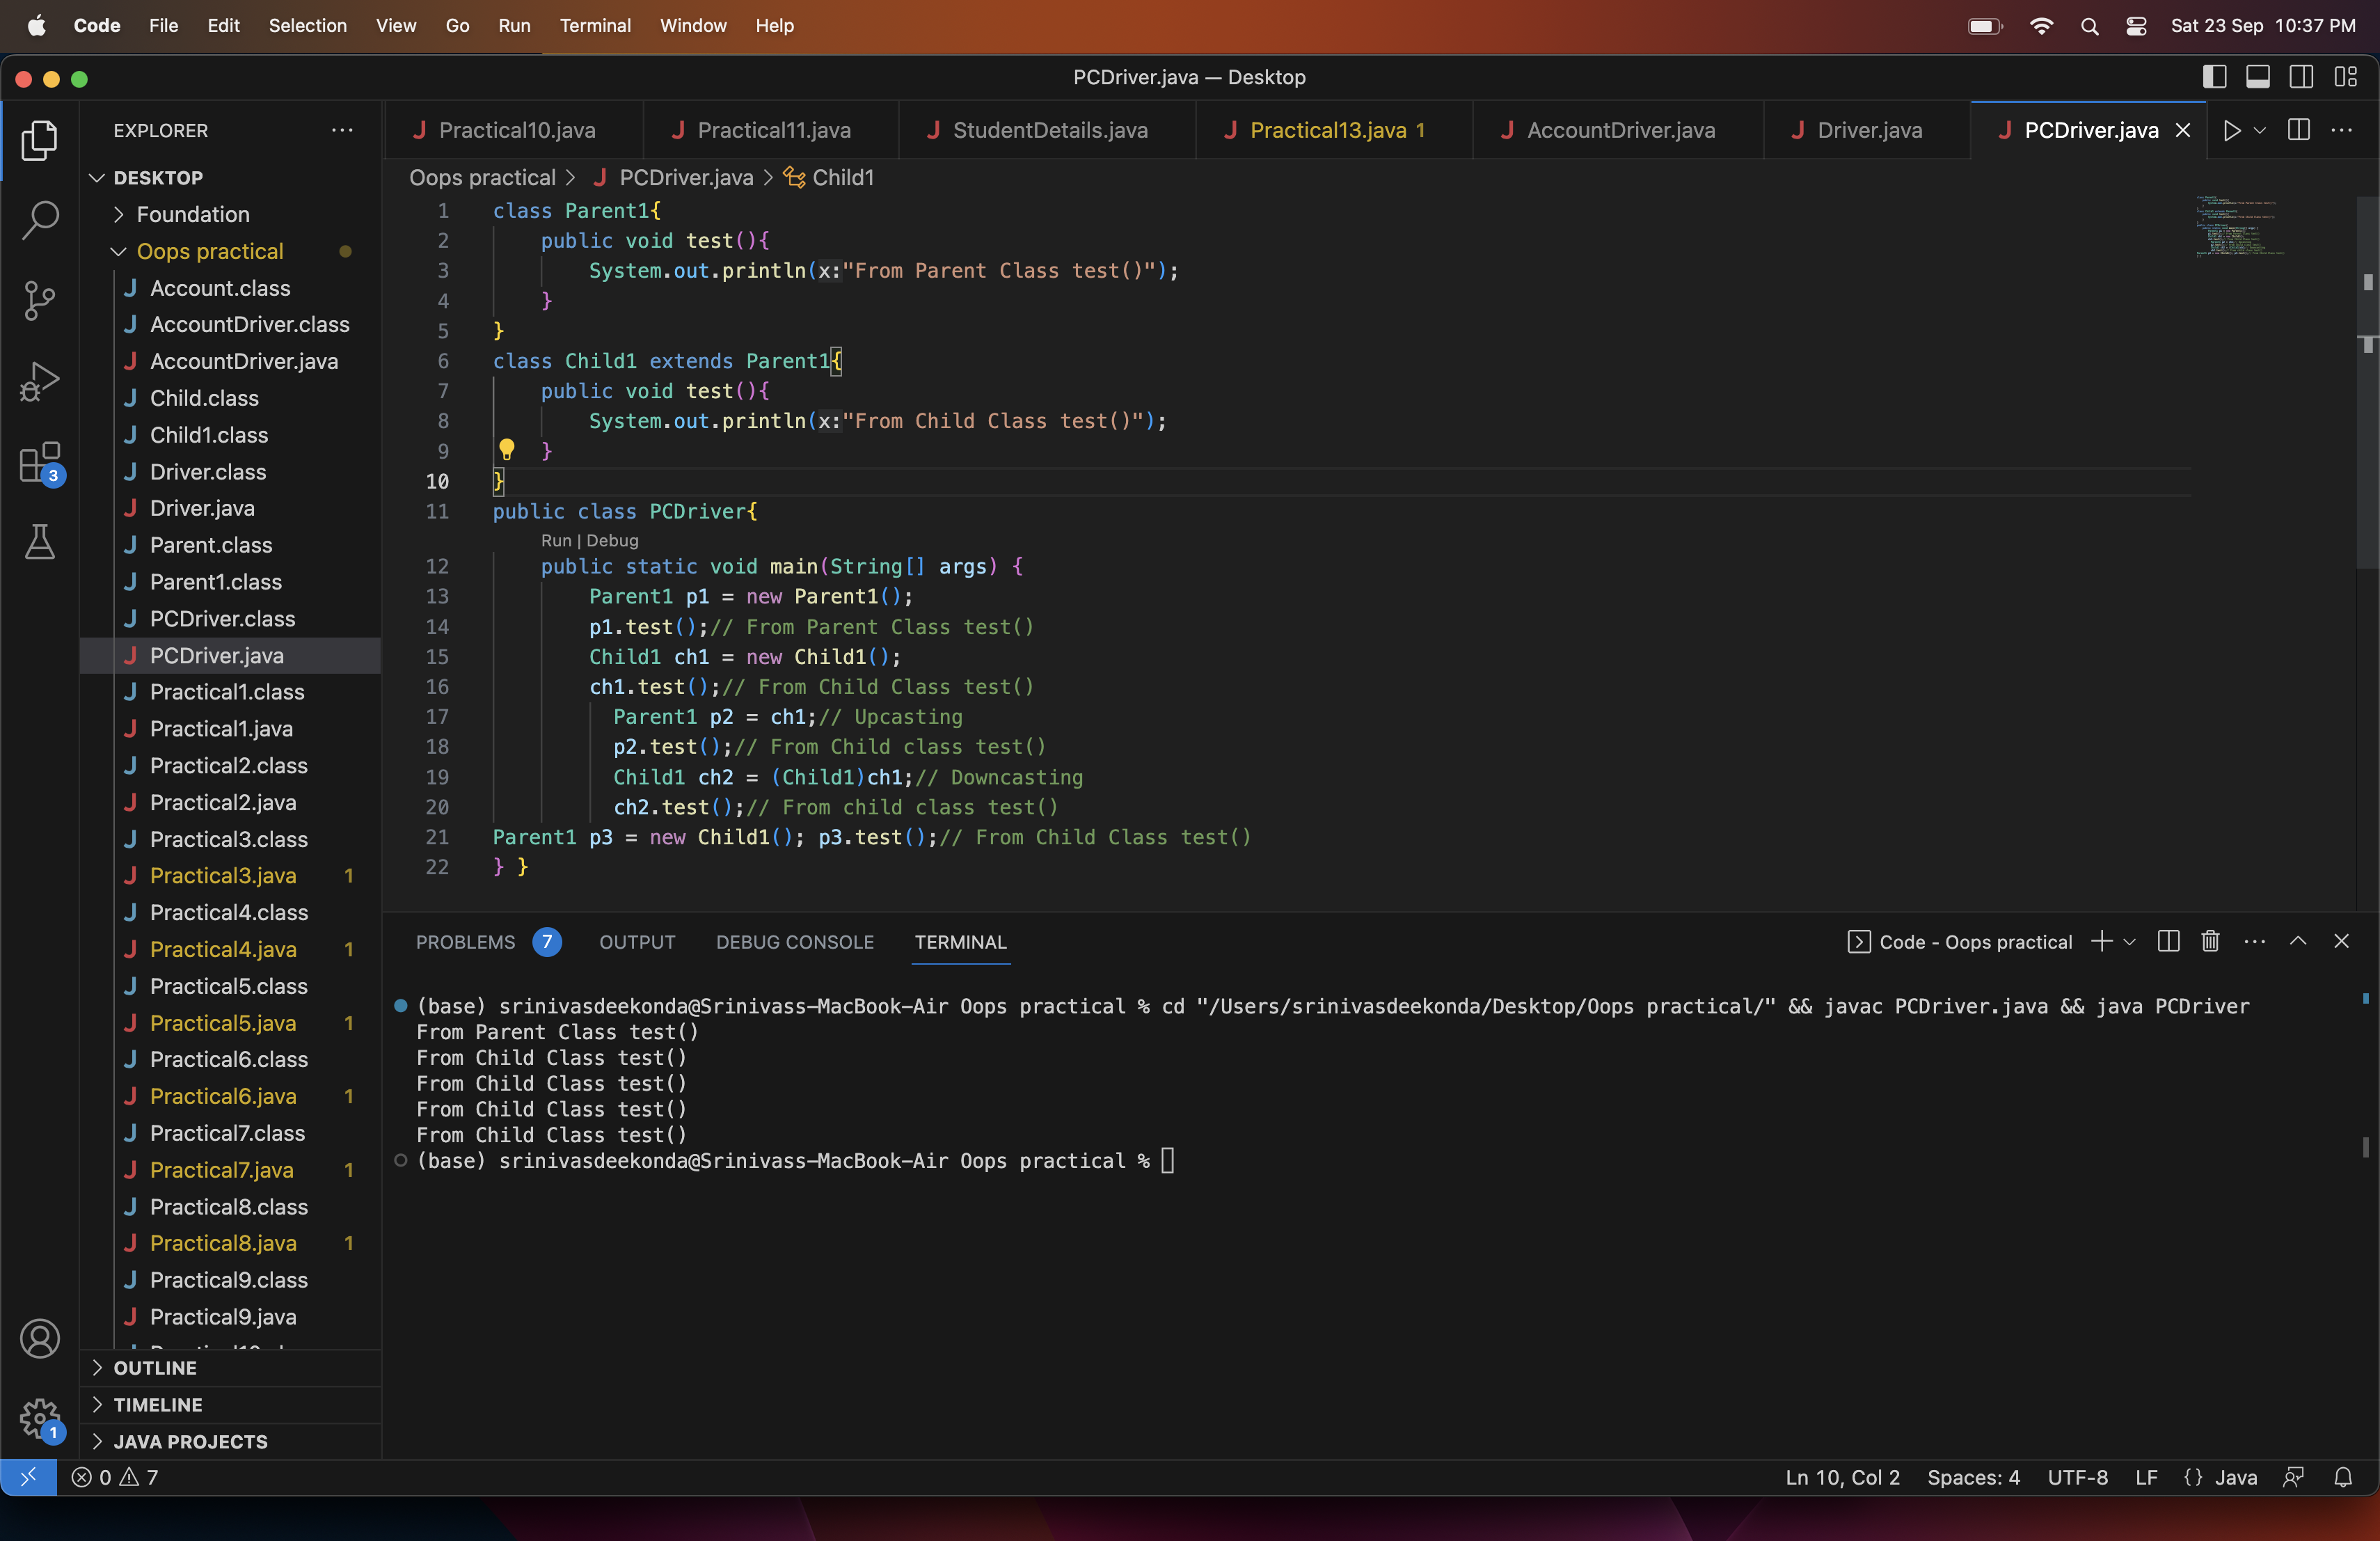 Code File Edit Selection View Go Run Terminal Window Help Sat 23 Sep 10:37 PM
PCDriver.java — Desktop
EXPLORER
DESKTOP
Foundation
Oops practical
Account.class
AccountDriver.class
AccountDriver.java
Child.class
Child1.class
Driver.class
Driver.java
Parent.class
Parent1.class
PCDriver.class
PCDriver.java
Practical1.class
Practical1.java
Practical2.class
Practical2.java
Practical3.class
Practical3.java 1
Practical4.class
Practical4.java 1
Practical5.class
Practical5.java 1
Practical6.class
Practical6.java 1
Practical7.class
Practical7.java 1
Practical8.class
Practical8.java 1
Practical9.class
Practical9.java
OUTLINE
TIMELINE
JAVA PROJECTS
3
1
Practical10.java Practical11.java StudentDetails.java Practical13.java 1 AccountDriver.java Driver.java PCDriver.java
Oops practical > PCDriver.java > Child1
1 class Parent1{
2 public void test(){
3 System.out.println(x:"From Parent Class test()");
4 }
5 }
6 class Child1 extends Parent1{
7 public void test(){
8 System.out.println(x:"From Child Class test()");
9 }
10 }
11 public class PCDriver{
Run | Debug
12 public static void main(String[] args) {
13 Parent1 p1 = new Parent1();
14 p1.test();// From Parent Class test()
15 Child1 ch1 = new Child1();
16 ch1.test();// From Child Class test()
17 Parent1 p2 = ch1;// Upcasting
18 p2.test();// From Child class test()
19 Child1 ch2 = (Child1)ch1;// Downcasting
20 ch2.test();// From child class test()
21 Parent1 p3 = new Child1(); p3.test();// From Child Class test()
22 } }
PROBLEMS 7 OUTPUT DEBUG CONSOLE TERMINAL Code - Oops practical
(base) srinivasdeekonda@Srinivass-MacBook-Air Oops practical % cd "/Users/srinivasdeekonda/Desktop/Oops practical/" && javac PCDriver.java && java PCDriver
From Parent Class test()
From Child Class test()
From Child Class test()
From Child Class test()
From Child Class test()
(base) srinivasdeekonda@Srinivass-MacBook-Air Oops practical %
0 7 Ln 10, Col 2 Spaces: 4 UTF-8 LF {} Java